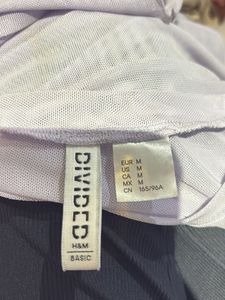 DIVIDED
H&M
BASIC
EUR M
US M
CA M
MX M
CN 165/96A